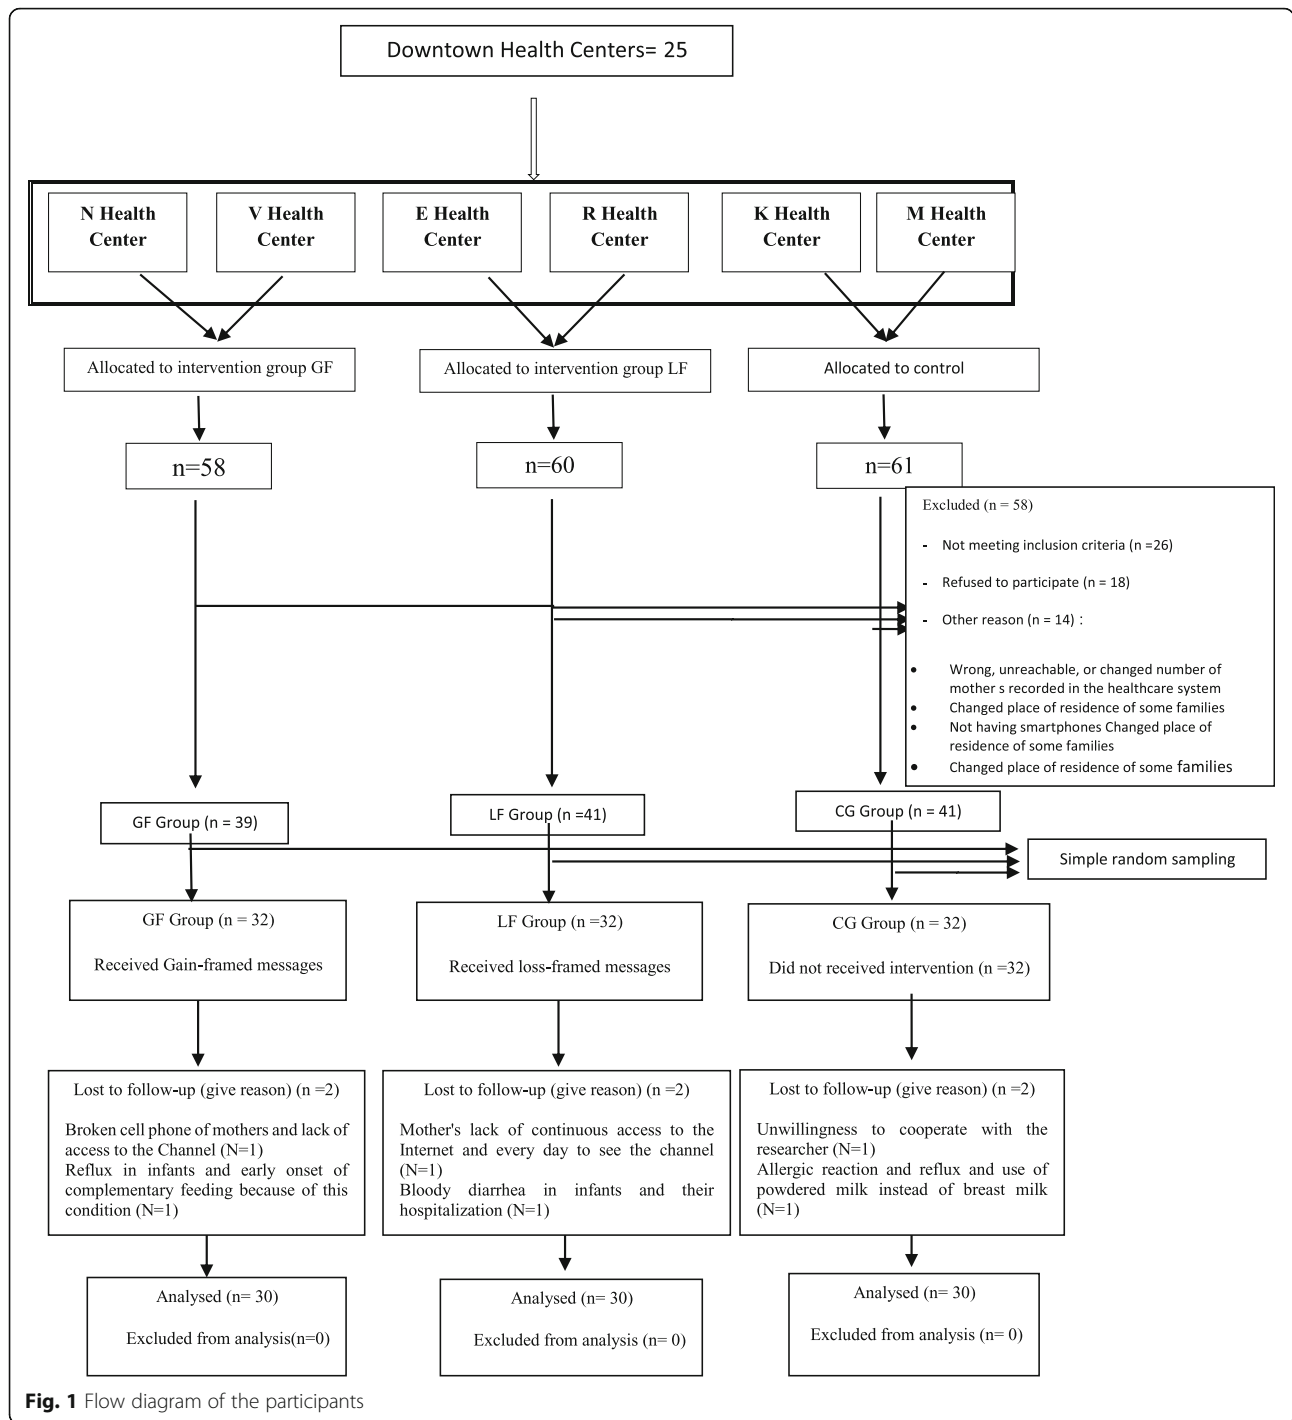 Downtown Health Centers= 25
N Health
Center
V Health
Center
E Health
Center
R Health
Center
K Health
Center
M Health
Center
Allocated to intervention group GF
Allocated to intervention group LF
Allocated to control
n=58
n=60
n=61
Excluded (n = 58)
- Not meeting inclusion criteria (n =26)
- Refused to participate (n = 18)
- Other reason (n = 14) :
• Wrong, unreachable, or changed number of
mother s recorded in the healthcare system
• Changed place of residence of some families
• Not having smartphones Changed place of
residence of some families
• Changed place of residence of some families
GF Group (n = 39)
LF Group (n =41)
CG Group (n = 41)
Simple random sampling
GF Group (n = 32)
Received Gain-framed messages
LF Group (n =32)
Received loss-framed messages
CG Group (n = 32)
Did not received intervention (n =32)
Lost to follow-up (give reason) (n =2)
Broken cell phone of mothers and lack of
access to the Channel (N=1)
Reflux in infants and early onset of
complementary feeding because of this
condition (N=1)
Lost to follow-up (give reason) (n =2)
Mother's lack of continuous access to the
Internet and every day to see the channel
(N=1)
Bloody diarrhea in infants and their
hospitalization (N=1)
Lost to follow-up (give reason) (n =2)
Unwillingness to cooperate with the
researcher (N=1)
Allergic reaction and reflux and use of
powdered milk instead of breast milk
(N=1)
Analysed (n= 30)
Excluded from analysis(n=0)
Analysed (n= 30)
Excluded from analysis (n= 0)
Analysed (n= 30)
Excluded from analysis (n= 0)
Fig. 1 Flow diagram of the participants